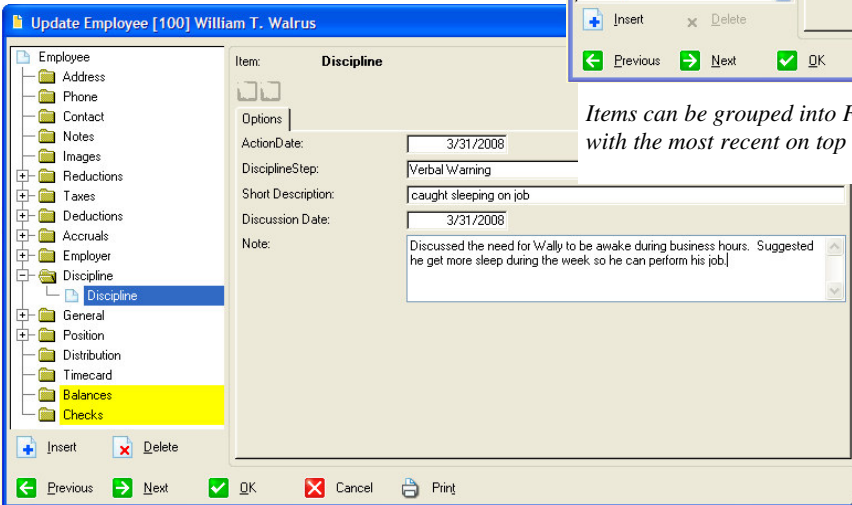 Update Employee [100] William T. Walrus
Insert Delete
Previous Next OK
Items can be grouped into
with the most recent on top
Employee
Address
Phone
Contact
Notes
Images
Reductions
Taxes
Deductions
Accruals
Employer
Discipline
Discipline
General
Position
Distribution
Timecard
Balances
Checks
Insert Delete
Item: Discipline
Options
ActionDate: 3/31/2008
DisciplineStep: Verbal Warning
Short Description: caught sleeping on job
Discussion Date: 3/31/2008
Note: Discussed the need for Wally to be awake during business hours. Suggested
he get more sleep during the week so he can perform his job.
Previous Next OK Cancel Print